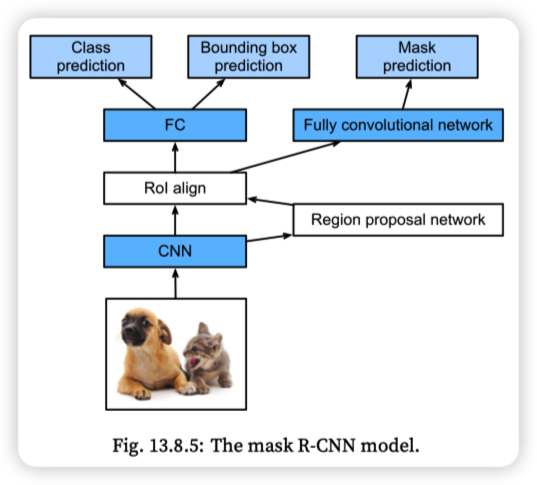 Class
prediction
Bounding box
prediction
Mask
prediction
FC
Fully convolutional network
RoI align
Region proposal network
CNN
Fig. 13.8.5: The mask R-CNN model.